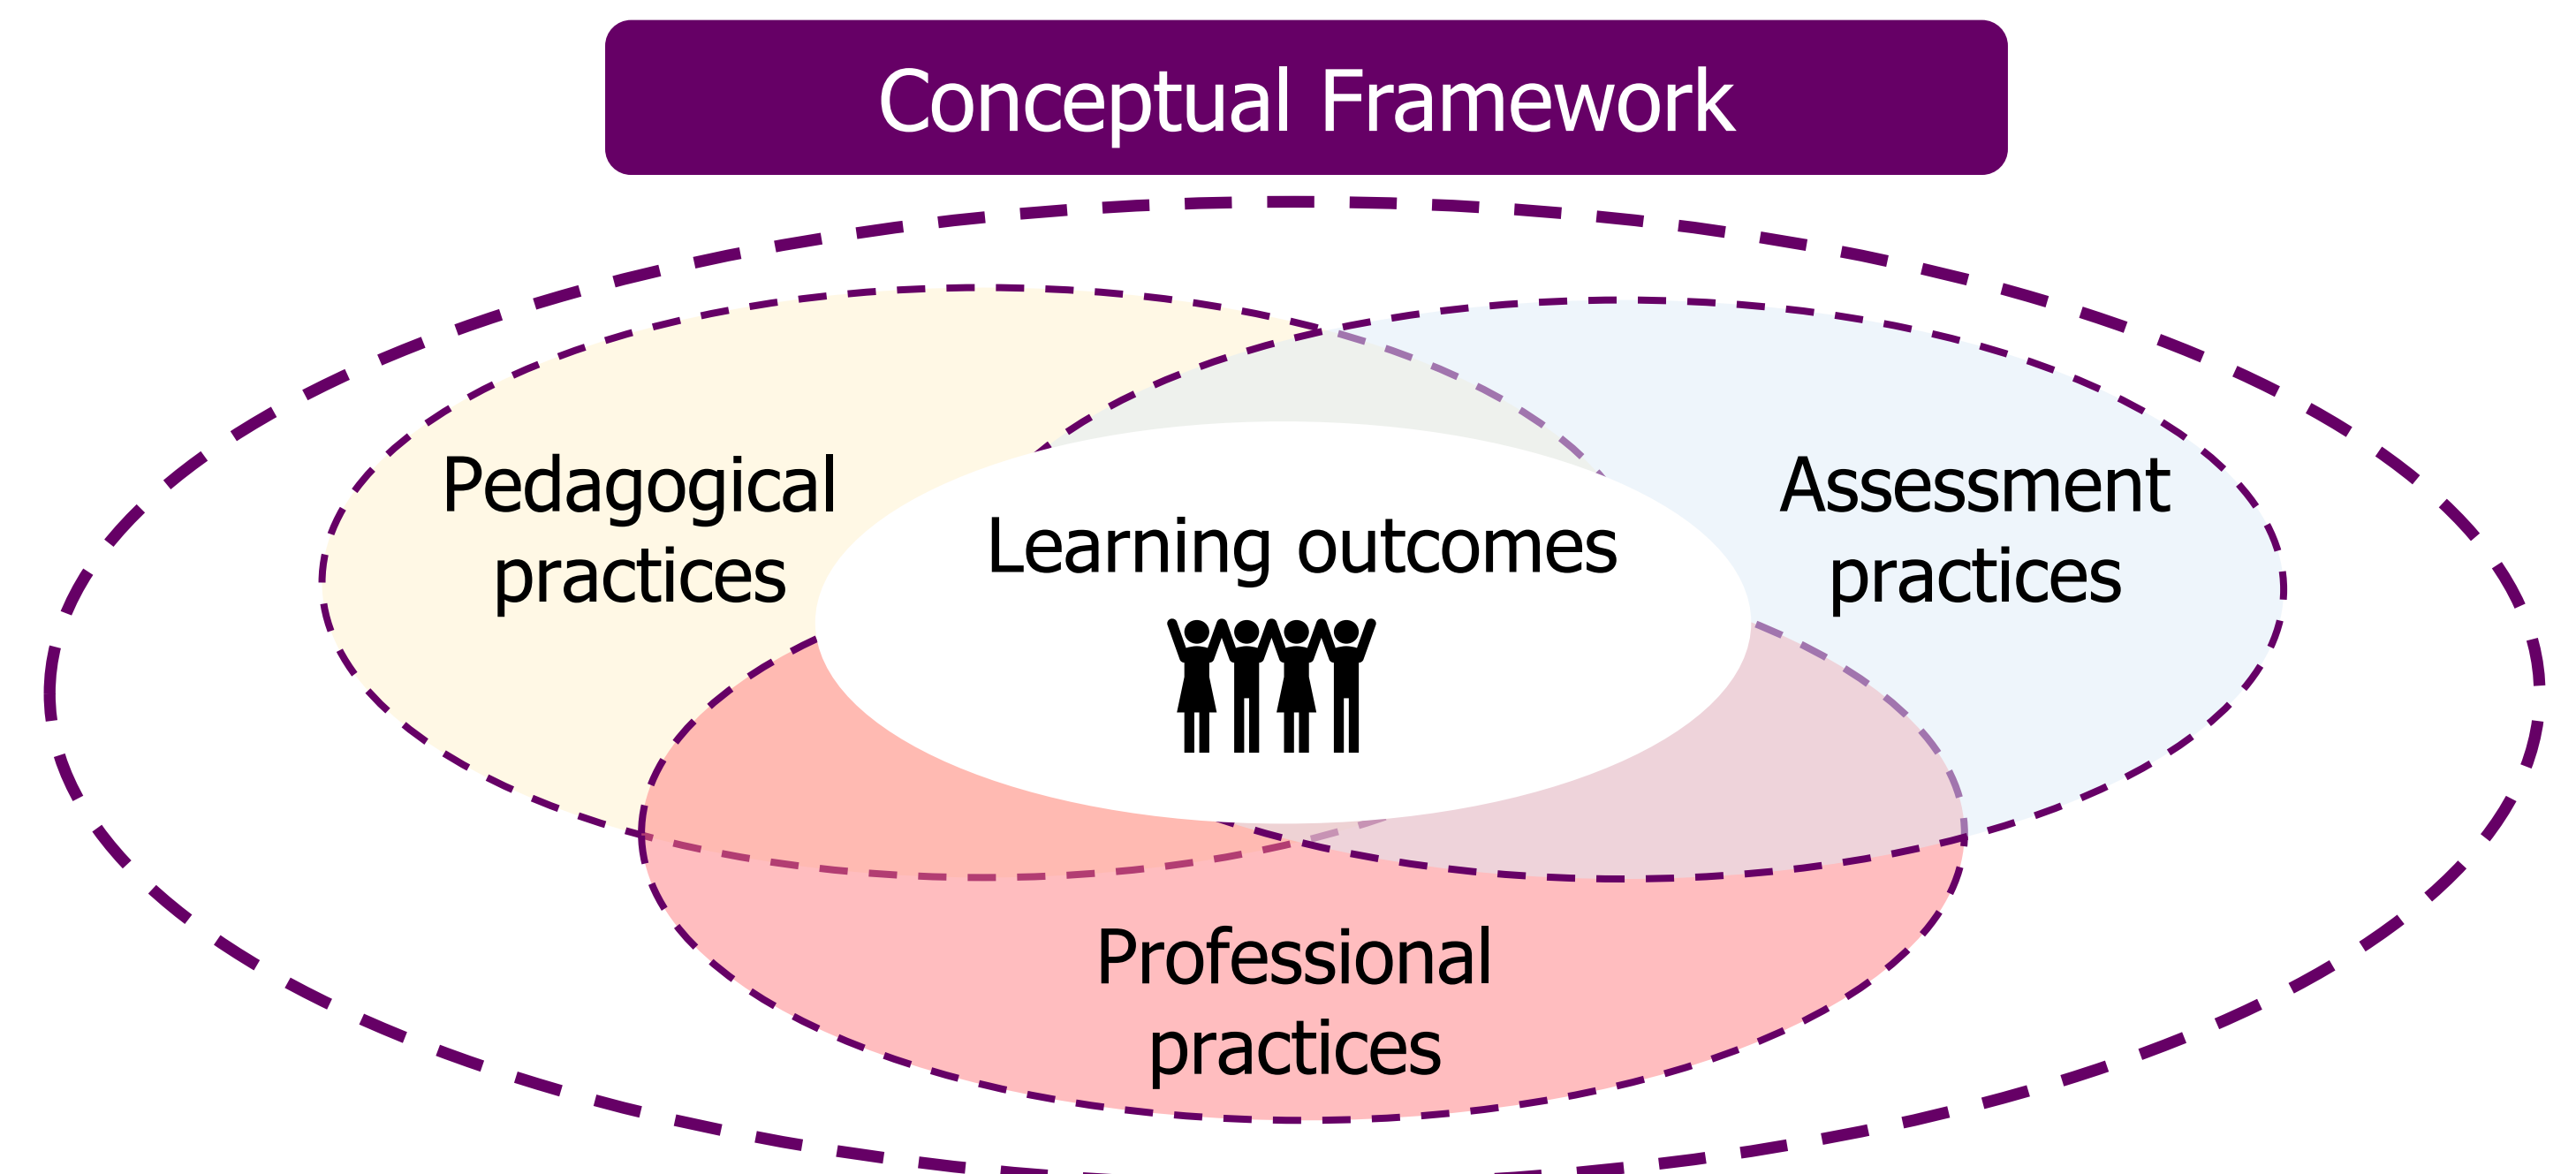 Conceptual Framework
Pedagogical
practices
Learning outcomes
Assessment
practices
Professional
practices